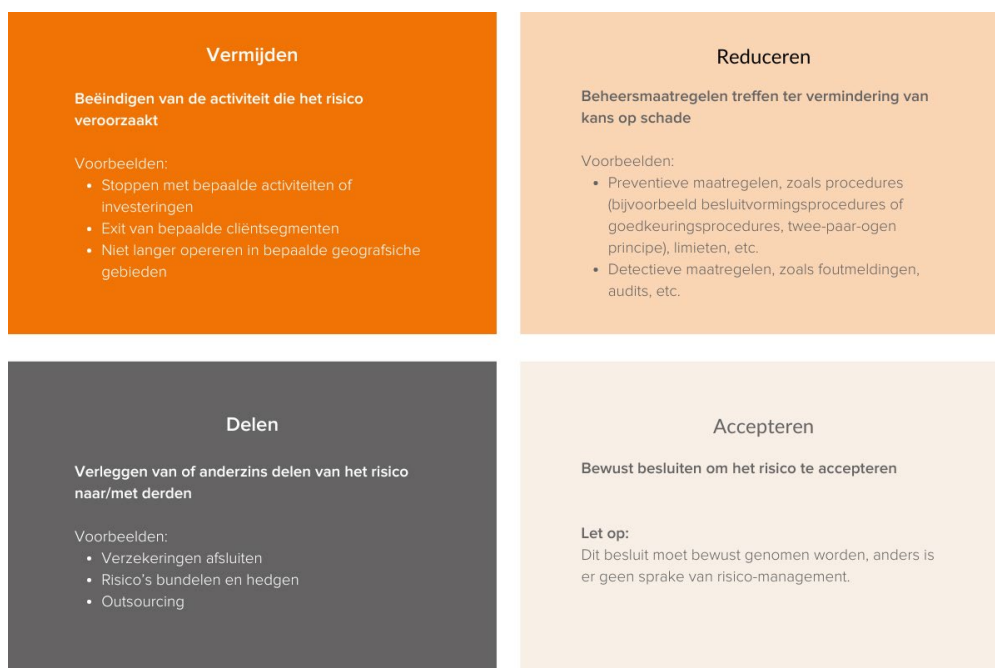 Vermijden
Beëindigen van de activiteit die het risico
veroorzaakt
Voorbeelden:
• Stoppen met bepaalde activiteiten of
investeringen
• Exit van bepaalde cliëntsegmenten
• Niet langer opereren in bepaalde geografsiche
gebieden
Reduceren
Beheersmaatregelen treffen ter vermindering van
kans op schade
Voorbeelden:
• Preventieve maatregelen, zoals procedures
(bijvoorbeeld besluitvormingsprocedures of
goedkeuringsprocedures, twee-paar-ogen
principe), limieten, etc.
• Detectieve maatregelen, zoals foutmeldingen,
audits, etc.
Delen
Verleggen van of anderzins delen van het risico
naar/met derden
Voorbeelden:
• Verzekeringen afsluiten
• Risico's bundelen en hedgen
• Outsourcing
Accepteren
Bewust besluiten om het risico te accepteren
Let op:
Dit besluit moet bewust genomen worden, anders is
er geen sprake van risico-management.